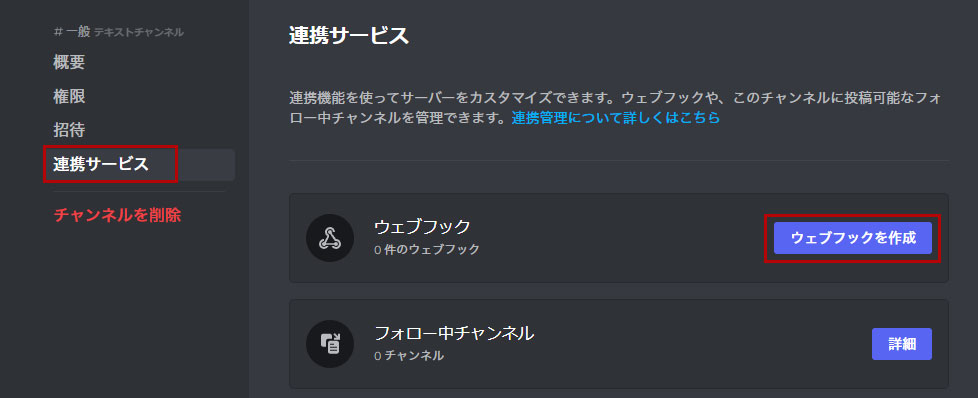 # 一般 テキストチャンネル
概要
権限
招待
連携サービス
チャンネルを削除
連携サービス
連携機能を使ってサーバーをカスタマイズできます。ウェブフックや、このチャンネルに投稿可能なフォ
ロー中チャンネルを管理できます。連携管理について詳しくはこちら
ウェブフック
0 件のウェブフック
ウェブフックを作成
フォロー中チャンネル
0 チャンネル
詳細